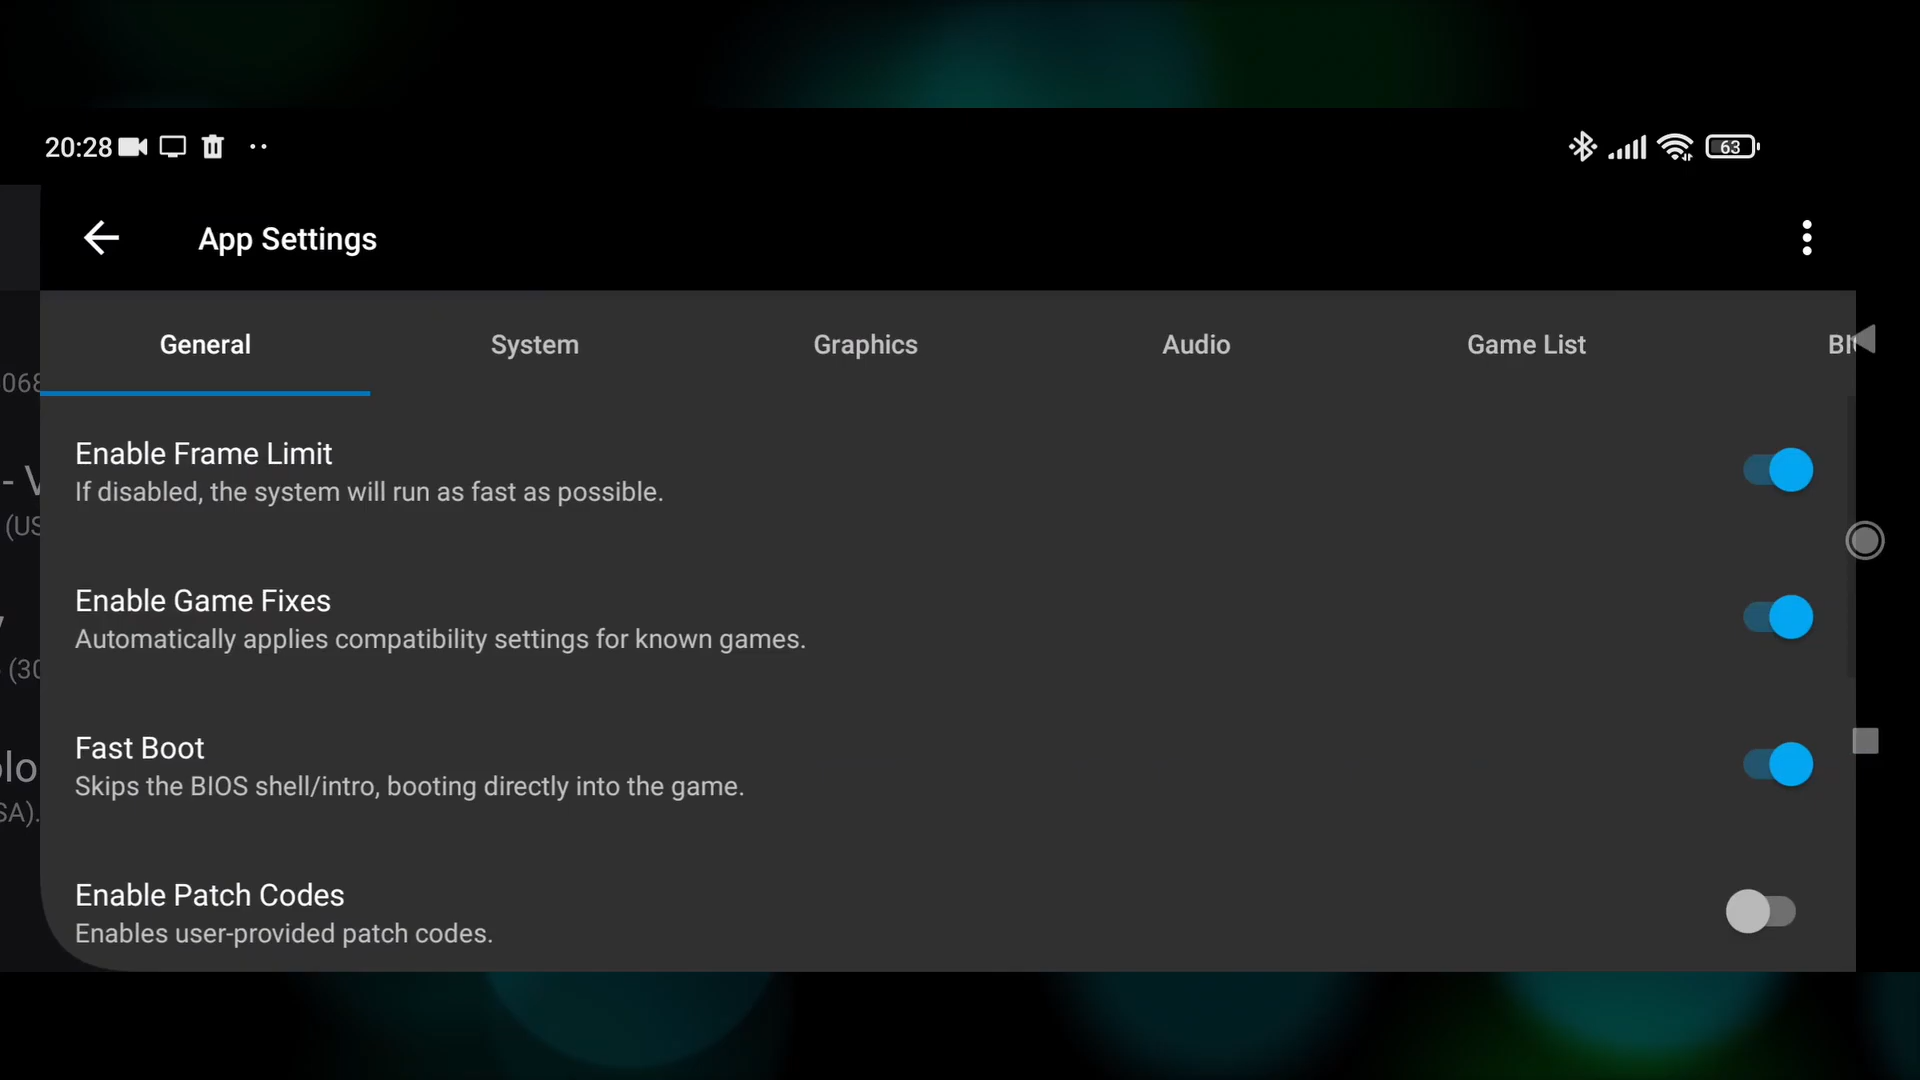 20:28
63
App Settings
General System Graphics Audio Game List
Enable Frame Limit
If disabled, the system will run as fast as possible.
Enable Game Fixes
Automatically applies compatibility settings for known games.
Fast Boot
Skips the BIOS shell/intro, booting directly into the game.
Enable Patch Codes
Enables user-provided patch codes.